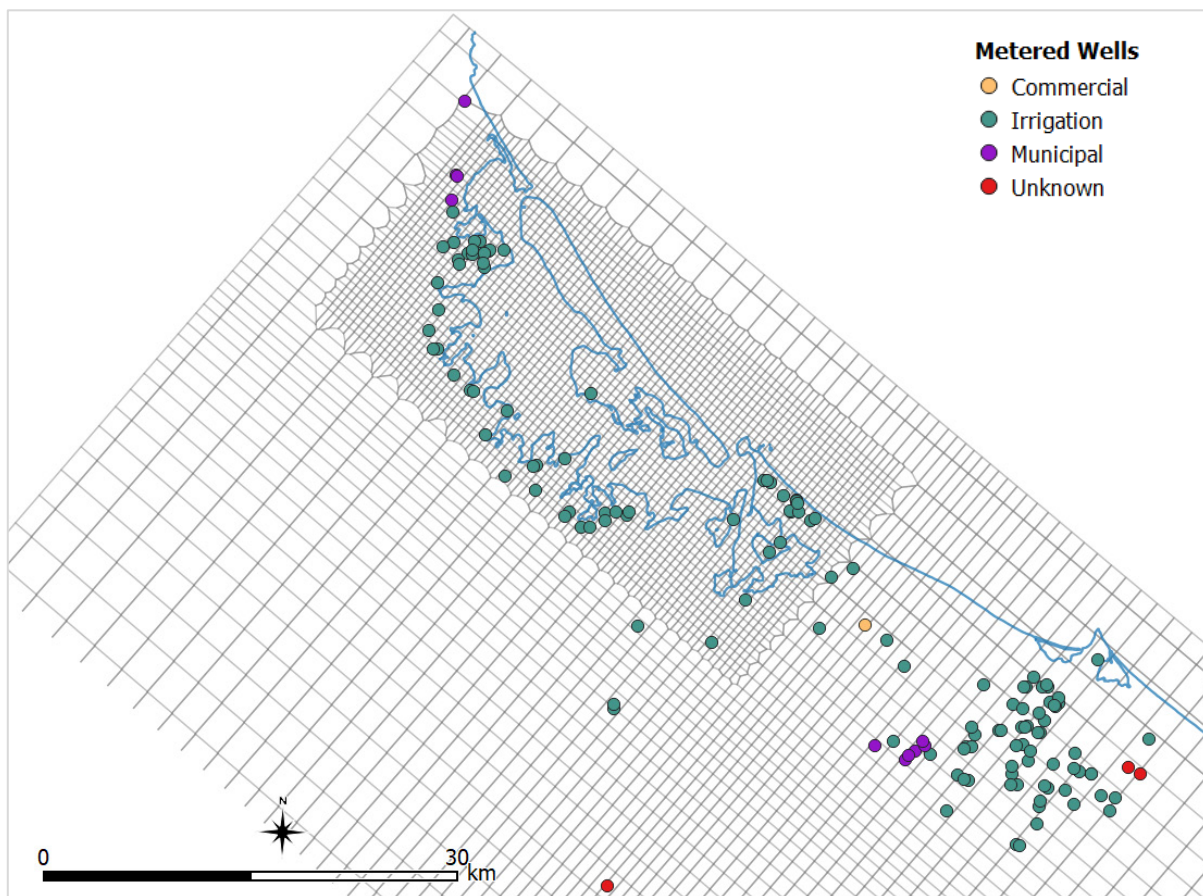 Metered Wells
Commercial
Irrigation
Municipal
Unknown
N
0 30
km